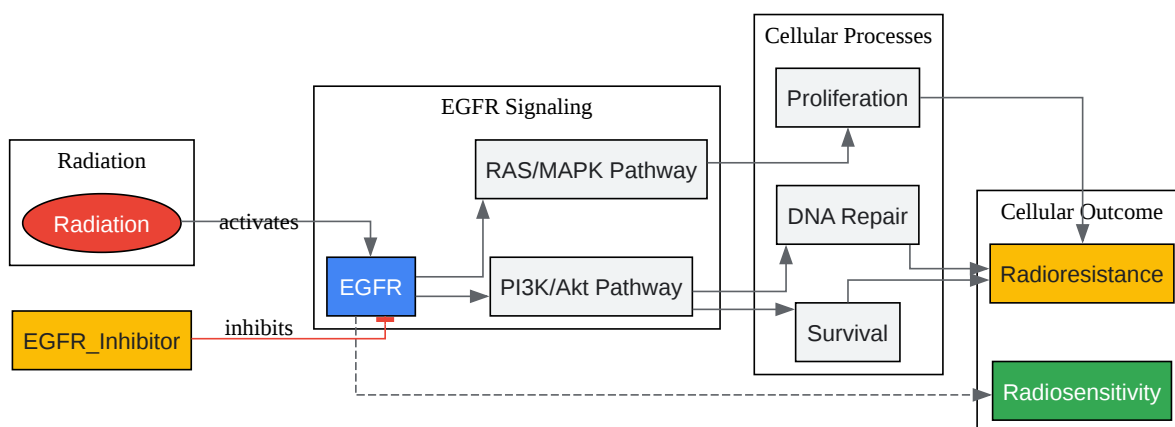 Cellular Processes
Proliferation
EGFR Signaling
RAS/MAPK Pathway
Radiation
Radiation
activates
DNA Repair
Cellular Outcome
EGFR
PI3K/Akt Pathway
Radioresistance
EGFR_Inhibitor
inhibits
Survival
Radiosensitivity